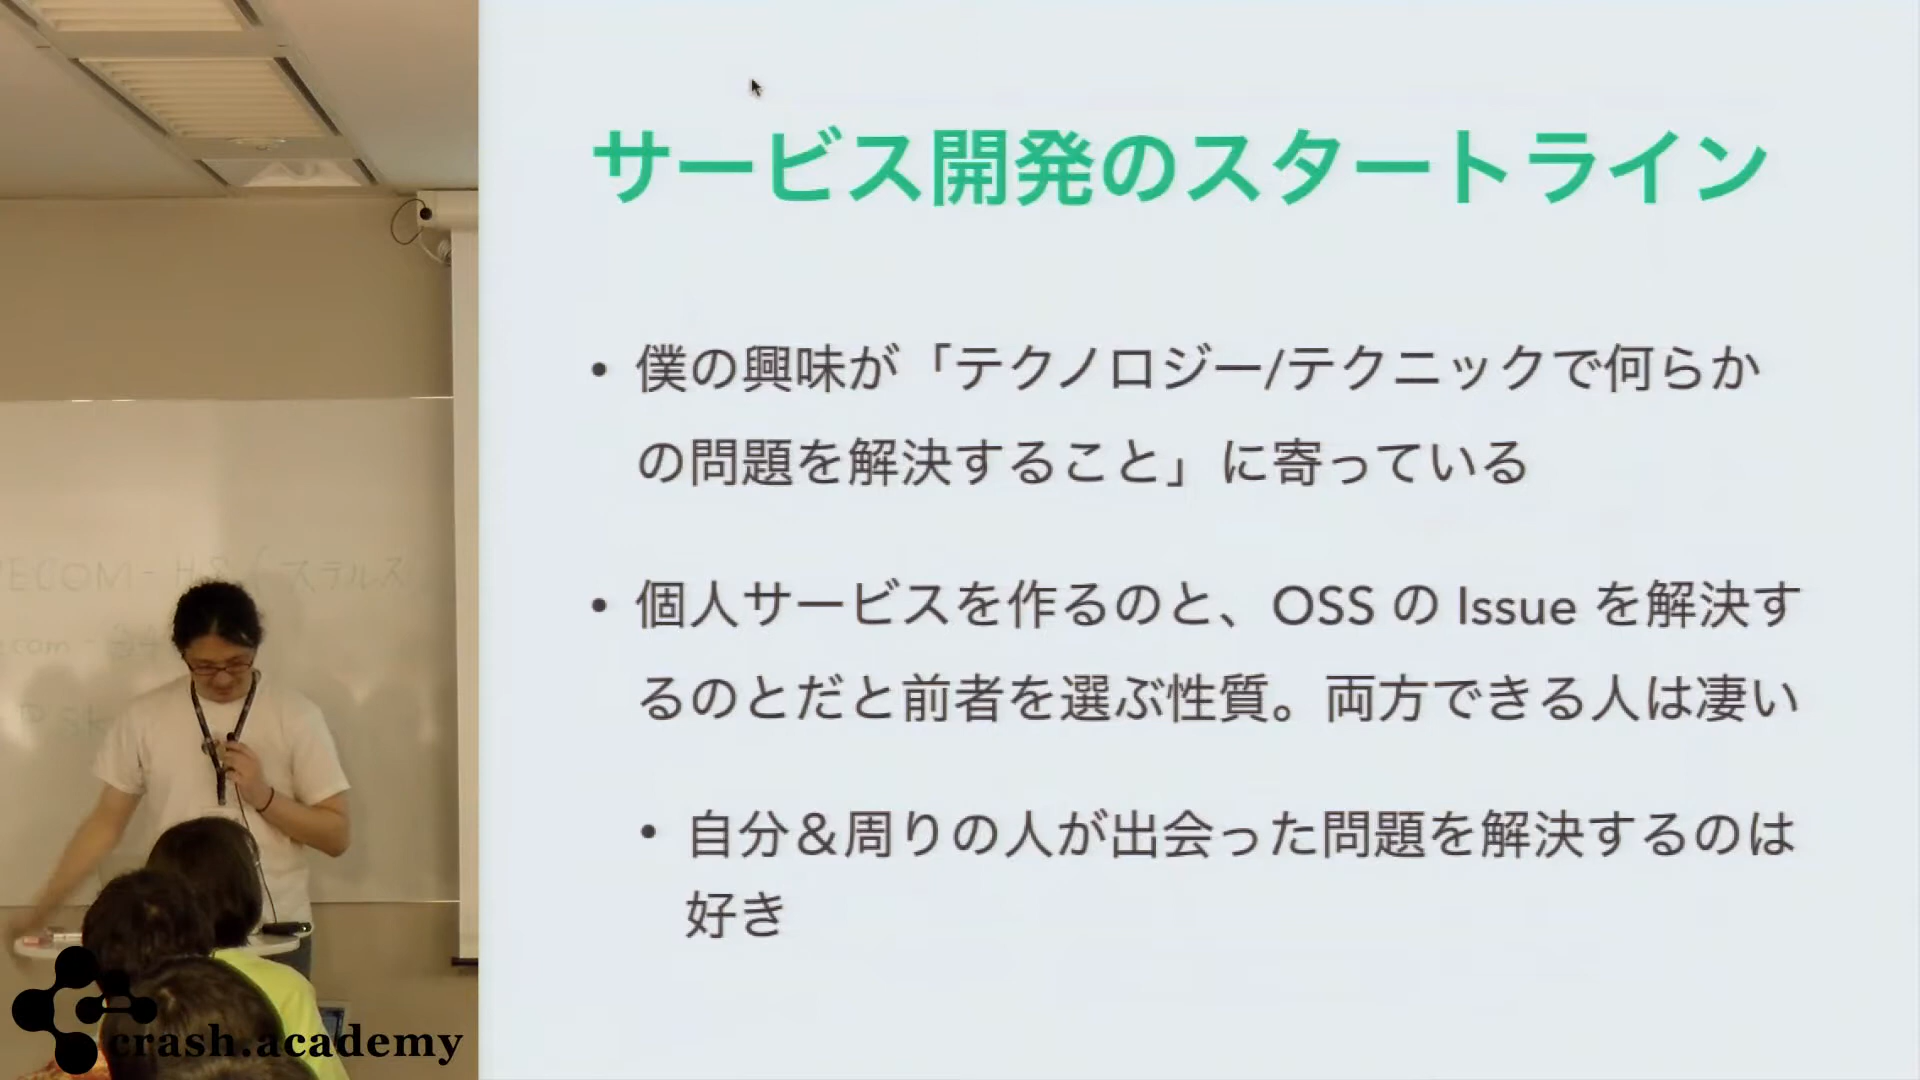 サービス開発のスタートライン
• 僕の興味が「テクノロジー/テクニックで何らか
の問題を解決すること」に寄っている
• 個人サービスを作るのと、OSS の Issue を解決す
るのとだと前者を選ぶ性質。両方できる人は凄い
• 自分＆周りの人が出会った問題を解決するのは
好き
ECOM-H8
ecom-
crash.academy